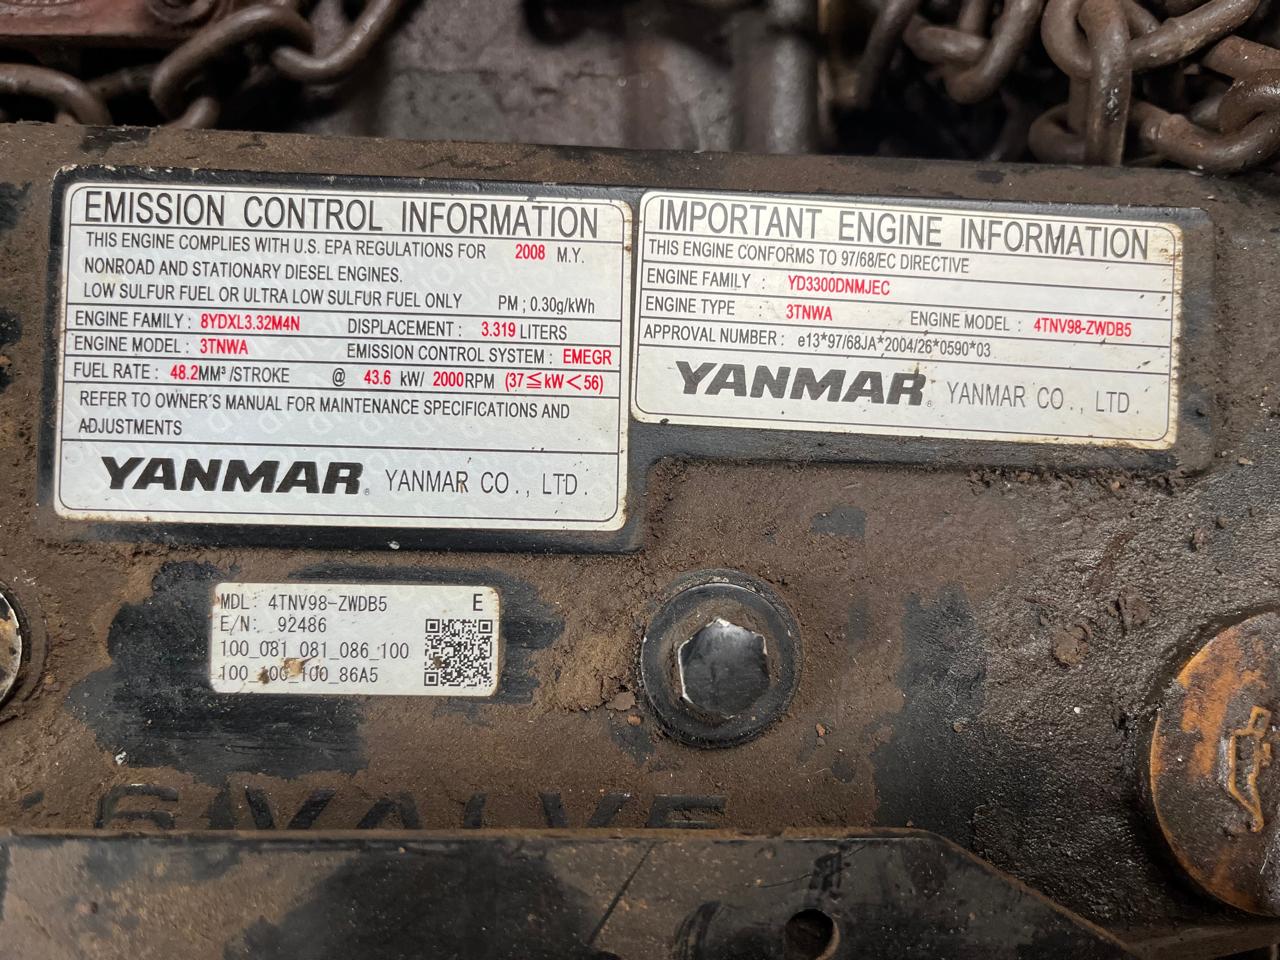 EMISSION CONTROL INFORMATION
THIS ENGINE COMPLIES WITH U.S. EPA REGULATIONS FOR 2008 M.Y.
NONROAD AND STATIONARY DIESEL ENGINES.
LOW SULFUR FUEL OR ULTRA LOW SULFUR FUEL ONLY PM ; 0.30g/kWh
ENGINE FAMILY : 8YDXL3.32M4N DISPLACEMENT : 3.319 LITERS
ENGINE MODEL : 3TNWA EMISSION CONTROL SYSTEM : EMEGR
FUEL RATE : 48.2MM³/STROKE @ 43.6 kW/ 2000RPM (37≦kW<56)
REFER TO OWNER'S MANUAL FOR MAINTENANCE SPECIFICATIONS AND
ADJUSTMENTS
YANMAR® YANMAR CO., LTD.
IMPORTANT ENGINE INFORMATION
THIS ENGINE CONFORMS TO 97/68/EC DIRECTIVE
ENGINE FAMILY : YD3300DNMJEC
ENGINE TYPE : 3TNWA ENGINE MODEL : 4TNV98-ZWDB5
APPROVAL NUMBER : e13*97/68JA*2004/26*0590*03
YANMAR® YANMAR CO., LTD.
MDL: 4TNV98-ZWDB5 E
E/N: 92486
100_081_081_086_100
100_100_100_86A5
VALVE